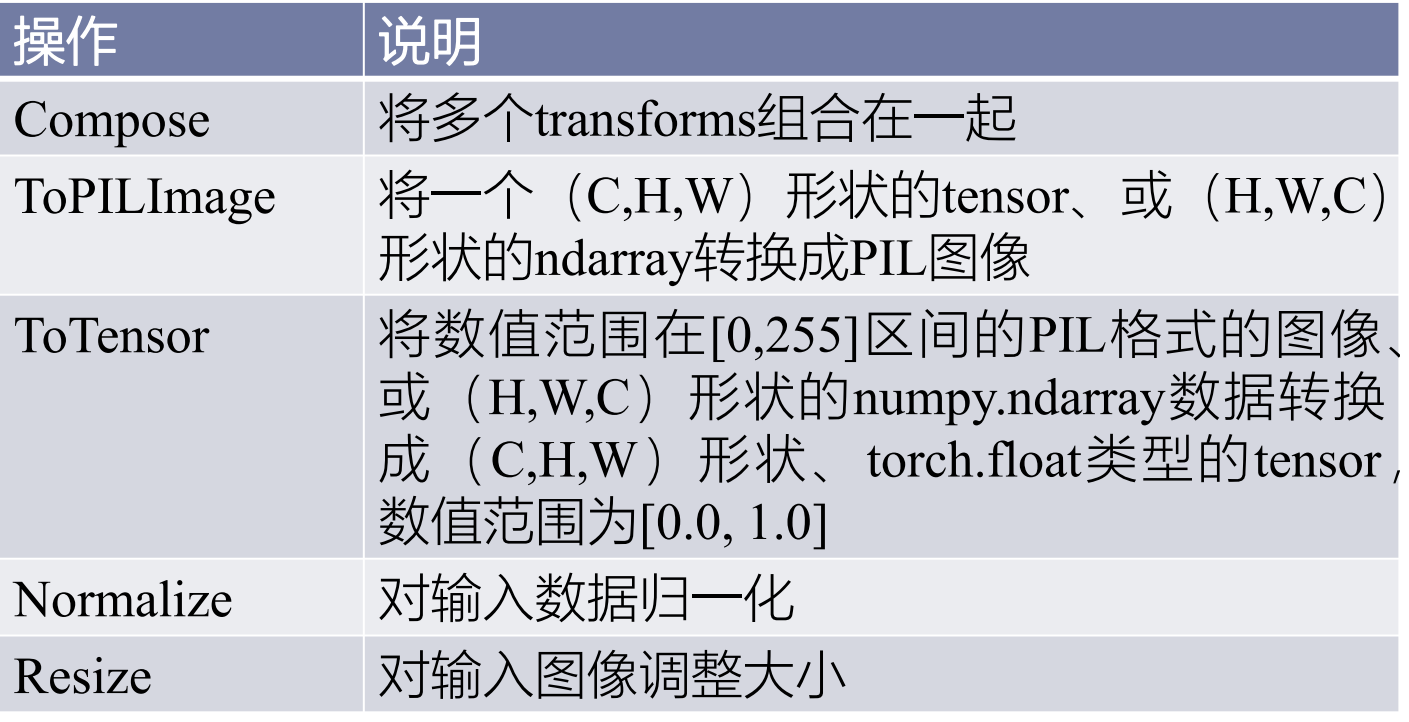 操作 说明
Compose 将多个transforms组合在一起
ToPILImage 将一个（C,H,W）形状的tensor、或（H,W,C）
形状的ndarray转换成PIL图像
ToTensor 将数值范围在[0,255]区间的PIL格式的图像、
或（H,W,C）形状的numpy.ndarray数据转换
成（C,H,W）形状、torch.float类型的tensor，
数值范围为[0.0, 1.0]
Normalize 对输入数据归一化
Resize 对输入图像调整大小